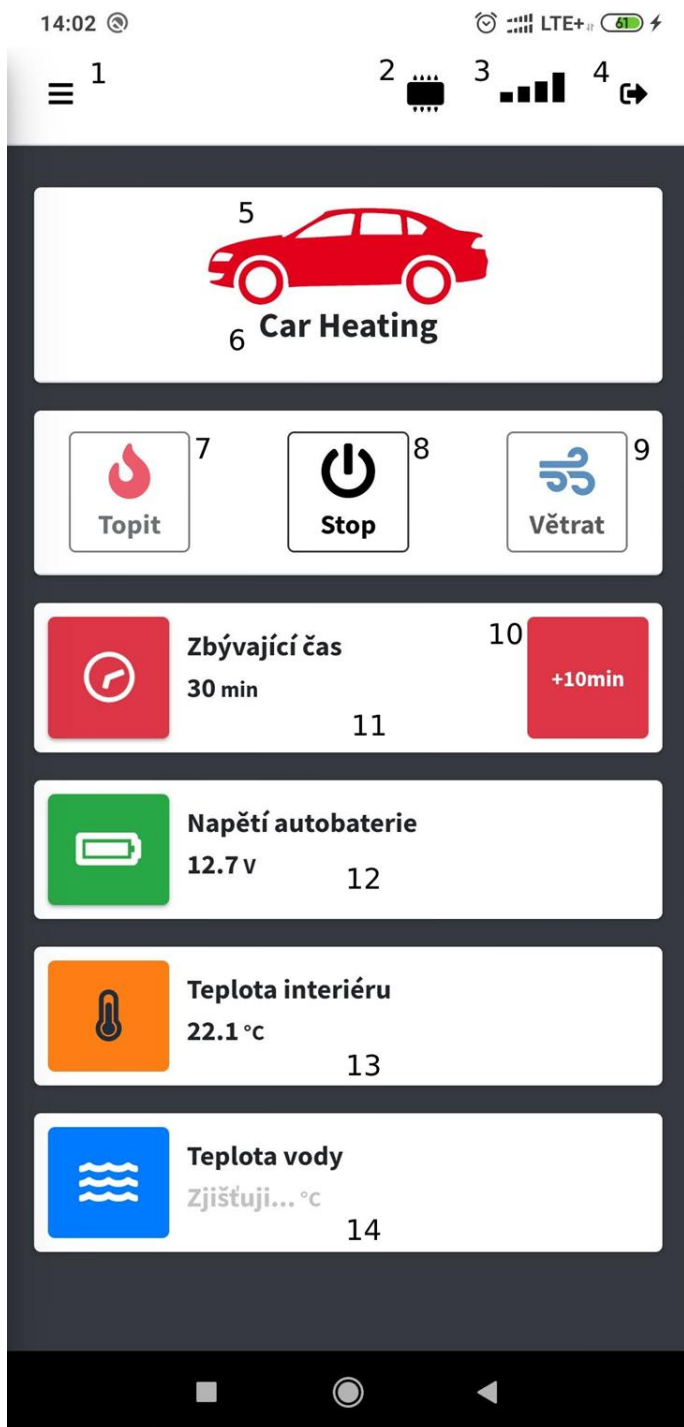 14:02 LTE+ 61
1 2 3 4
5
6 Car Heating
7 8 9
Topit Stop Větrat
Zbývající čas 10
30 min +10min
11
Napětí autobaterie
12.7 V 12
Teplota interiéru
22.1 °C
13
Teplota vody
Zjišťuji... °C
14